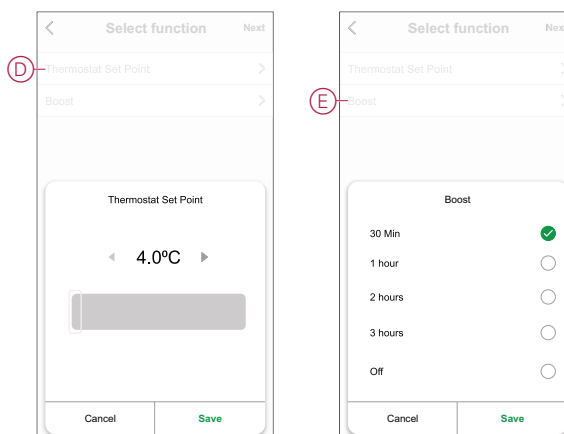 Select function Next
D
Thermostat Set Point
Boost
Thermostat Set Point
4.0ºC
Cancel Save
Select function Nex
Thermostat Set Point
E
Boost
Boost
30 Min
1 hour
2 hours
3 hours
Off
Cancel Save